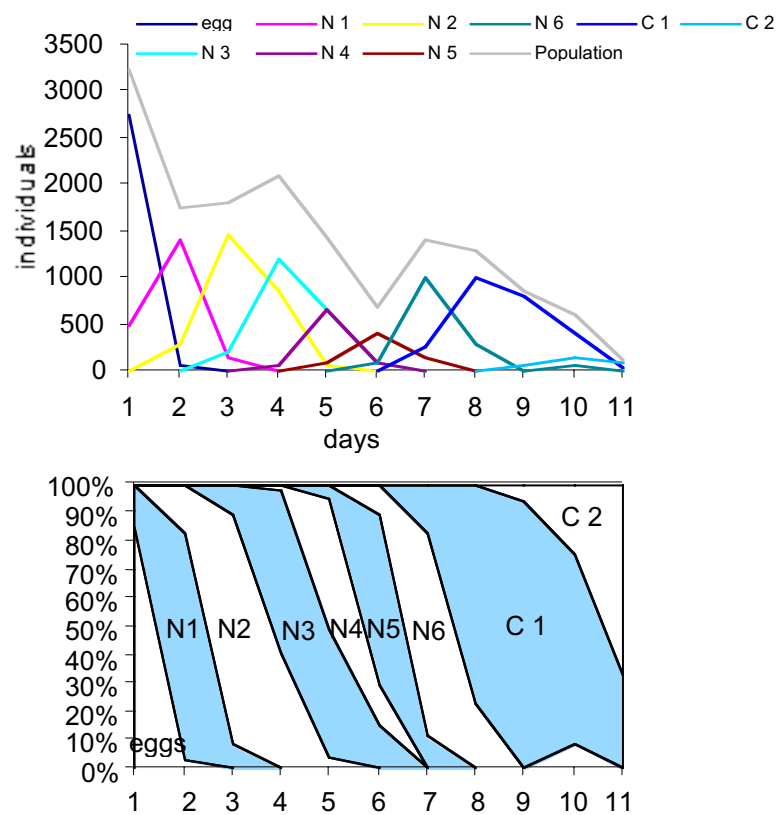 egg N 1 N 2 N 6 C 1 C 2
N 3 N 4 N 5 Population
3500
3000
2500
2000
1500
1000
500
0
individuals
1 2 3 4 5 6 7 8 9 10 11
days
100%
90%
80%
70%
60%
50%
40%
30%
20%
10%
0%
C 2
N1 N2 N3 N4 N5 N6 C 1
eggs
1 2 3 4 5 6 7 8 9 10 11